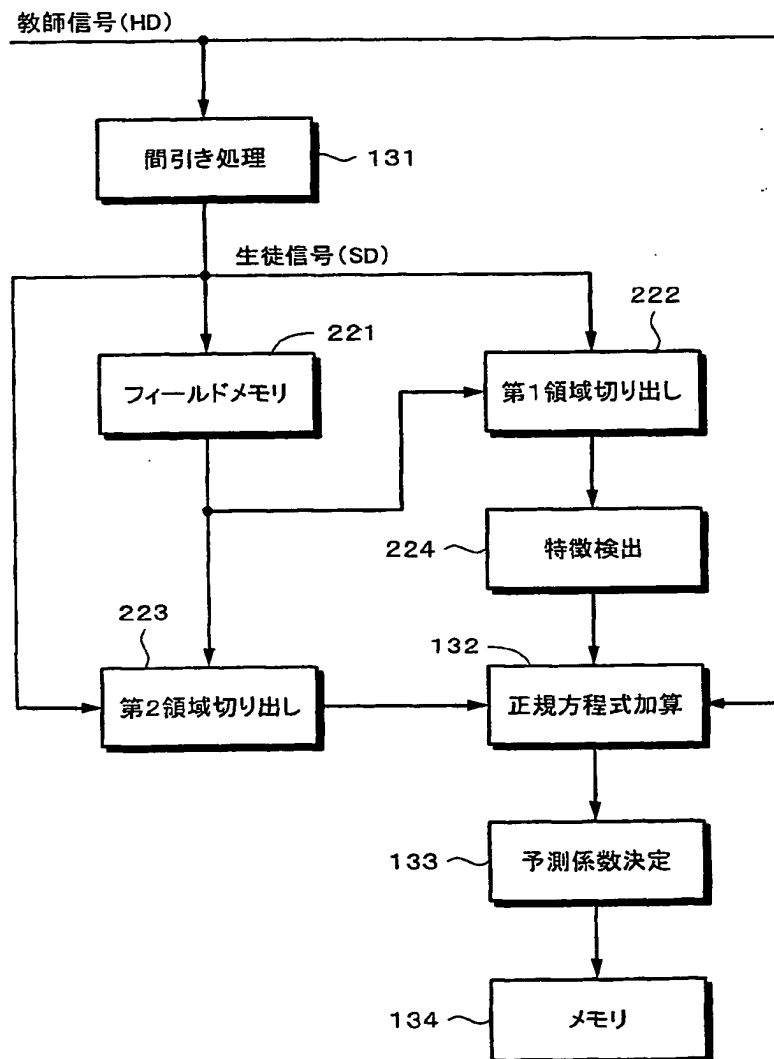 教師信号(HD)
間引き処理
131
生徒信号(SD)
222
221
フィールドメモリ
第1領域切り出し
224
特徴検出
223
132
第2領域切り出し
正規方程式加算
133
予測係数決定
134
メモリ